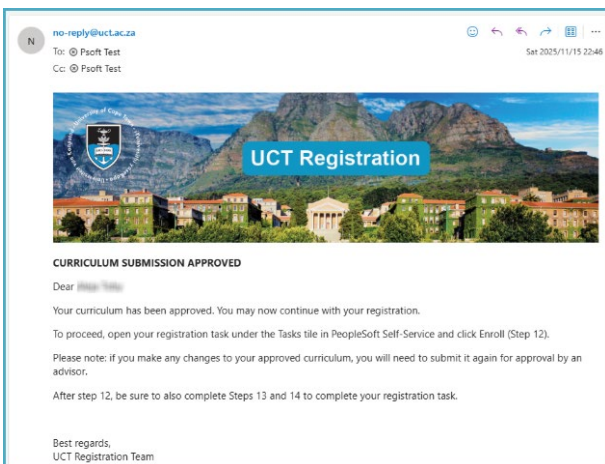 no-reply@uct.ac.za
N
To: Psoft Test
Sat 2025/11/15 22:46
Cc: Psoft Test
UCT Registration
CURRICULUM SUBMISSION APPROVED
Dear
Your curriculum has been approved. You may now continue with your registration.
To proceed, open your registration task under the Tasks tile in PeopleSoft Self-Service and click Enroll (Step 12).
Please note: if you make any changes to your approved curriculum, you will need to submit it again for approval by an
advisor.
After step 12, be sure to also complete Steps 13 and 14 to complete your registration task.
Best regards,
UCT Registration Team